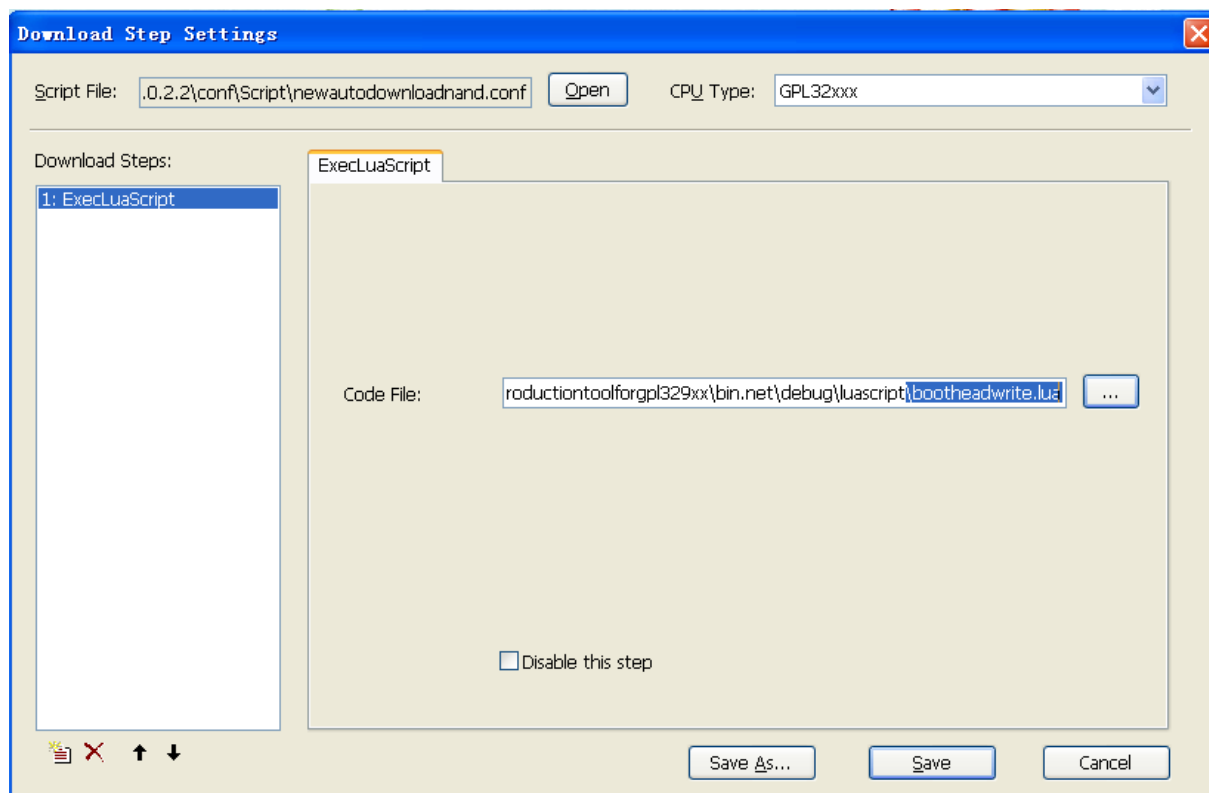 Download Step Settings
Script File: .0.2.2\conf\Script\newautodownloadnand.conf Open CPU Type: GPL32xxx
Download Steps: ExecLuaScript
1: ExecLuaScript
Code File: roductiontoolforgpl329xx\bin.net\debug\luascript\bootheadwrite.lua ...
Disable this step
Save As... Save Cancel